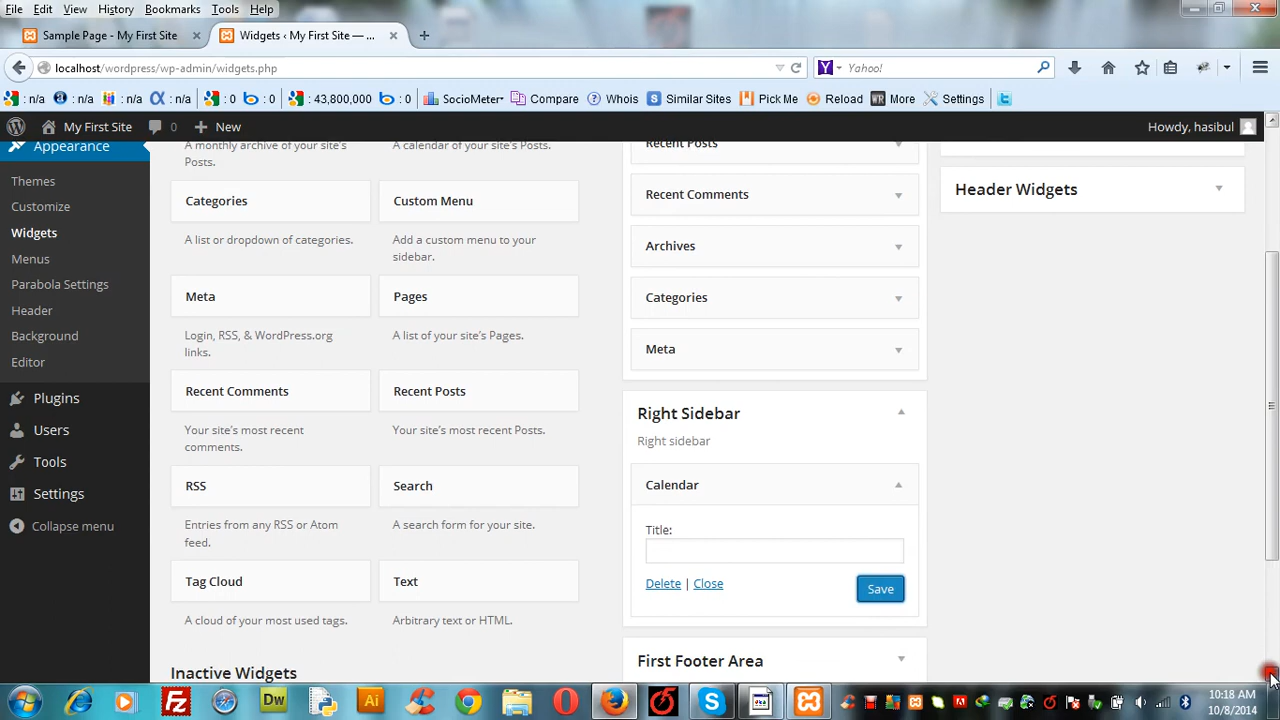 File Edit View History Bookmarks Tools Help
Sample Page - My First Site
Widgets ‹ My First Site — ...
localhost/wordpress/wp-admin/widgets.php
Yahoo!
: n/a : n/a : n/a : n/a : 0 : 0 : 43,800,000 : 0 SocioMeter Compare Whois Similar Sites Pick Me Reload More Settings
My First Site 0 New Howdy, hasibul
Appearance
Themes
Customize
Widgets
Menus
Parabola Settings
Header
Background
Editor
Plugins
Users
Tools
Settings
Collapse menu
A monthly archive of your site's
Posts.
A calendar of your site's Posts.
Categories
A list or dropdown of categories.
Custom Menu
Add a custom menu to your
sidebar.
Meta
Login, RSS, & WordPress.org
links.
Pages
A list of your site's Pages.
Recent Comments
Your site's most recent
comments.
Recent Posts
Your site's most recent Posts.
RSS
Entries from any RSS or Atom
feed.
Search
A search form for your site.
Tag Cloud
A cloud of your most used tags.
Text
Arbitrary text or HTML.
Inactive Widgets
Recent Posts
Recent Comments
Archives
Categories
Meta
Right Sidebar
Right sidebar
Calendar
Title:
Delete | Close
Save
First Footer Area
Header Widgets
10:18 AM
10/8/2014